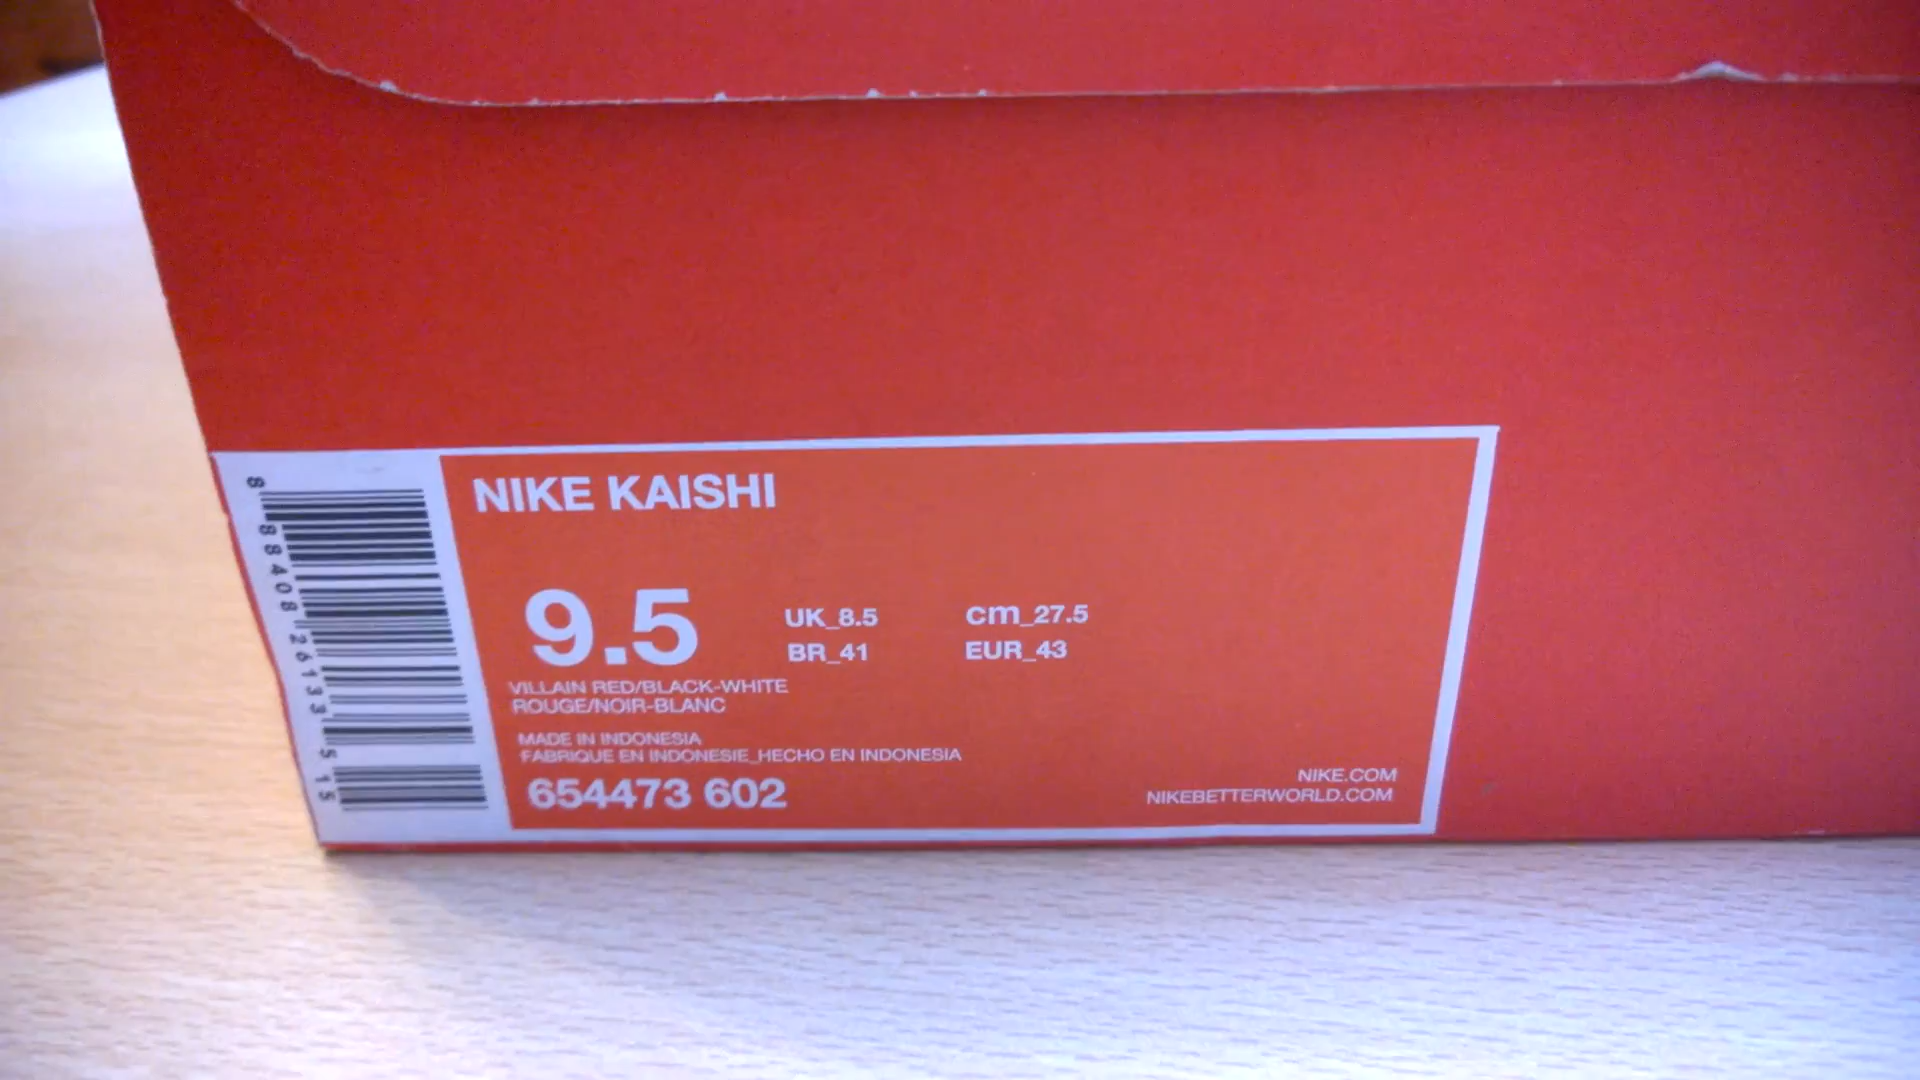 NIKE KAISHI
9.5
UK_8.5 cm_27.5
BR_41 EUR_43
VILLAIN RED/BLACK-WHITE
ROUGE/NOIR-BLANC
MADE IN INDONESIA
FABRIQUE EN INDONESIE_HECHO EN INDONESIA
654473 602
NIKE.COM
NIKEBETTERWORLD.COM
8 88408 26133 5 15